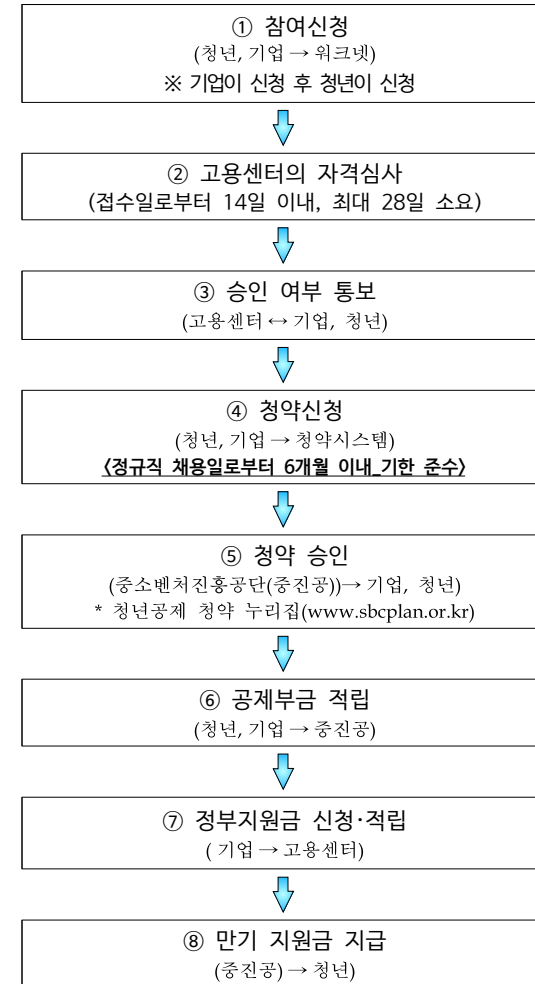 ① 참여신청
(청년, 기업 → 워크넷)
※ 기업이 신청 후 청년이 신청
② 고용센터의 자격심사
(접수일로부터 14일 이내, 최대 28일 소요)
③ 승인 여부 통보
(고용센터 ↔ 기업, 청년)
④ 청약신청
(청년, 기업 → 청약시스템)
<정규직 채용일로부터 6개월 이내_기한 준수>
⑤ 청약 승인
(중소벤처진흥공단(중진공))→ 기업, 청년)
* 청년공제 청약 누리집(www.sbcplan.or.kr)
⑥ 공제부금 적립
(청년, 기업 → 중진공)
⑦ 정부지원금 신청·적립
( 기업 → 고용센터)
⑧ 만기 지원금 지급
(중진공) → 청년)